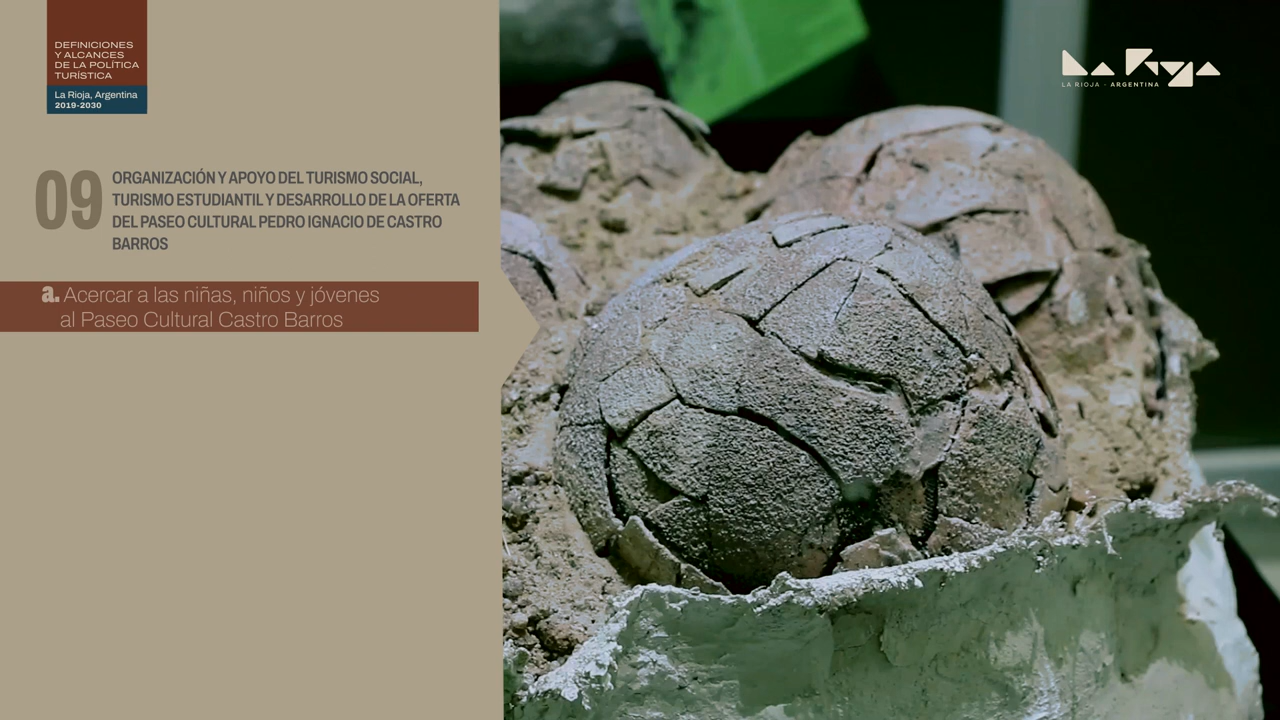 DEFINICIONES
Y ALCANCES
DE LA POLÍTICA
TURÍSTICA
La Rioja, Argentina
2019-2030
La Rioja
LA RIOJA - ARGENTINA
09
ORGANIZACIÓN Y APOYO DEL TURISMO SOCIAL,
TURISMO ESTUDIANTIL Y DESARROLLO DE LA OFERTA
DEL PASEO CULTURAL PEDRO IGNACIO DE CASTRO
BARROS
a. Acercar a las niñas, niños y jóvenes
al Paseo Cultural Castro Barros